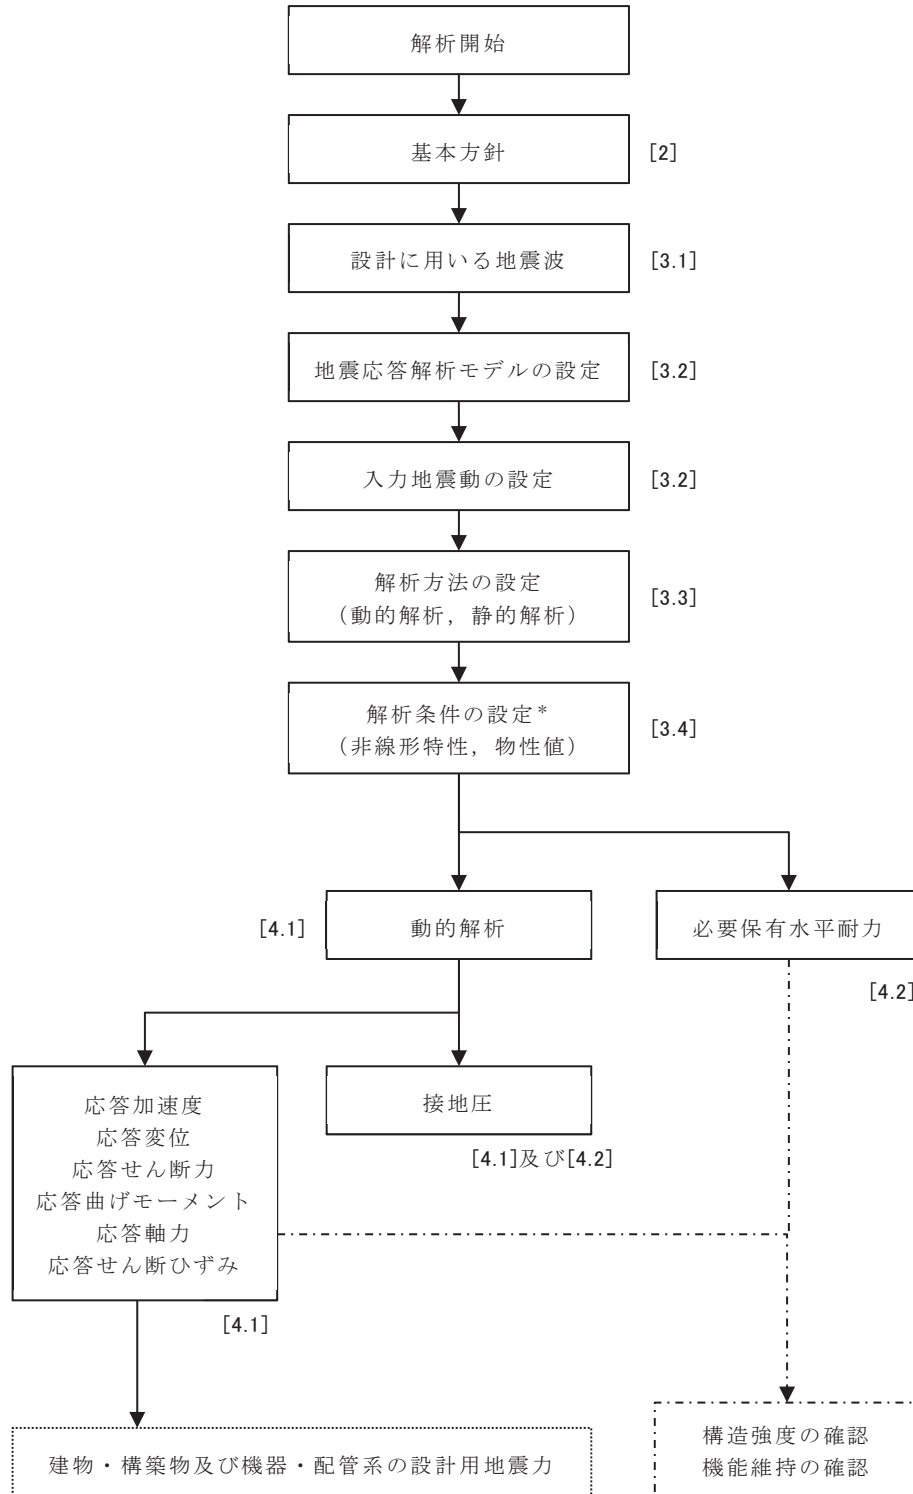 解析開始
基本方針
[2]
設計に用いる地震波
[3.1]
地震応答解析モデルの設定
[3.2]
入力地震動の設定
[3.2]
解析方法の設定
（動的解析，静的解析）
[3.3]
解析条件の設定*
（非線形特性，物性値）
[3.4]
[4.1]
動的解析
必要保有水平耐力
[4.2]
応答加速度
応答変位
応答せん断力
応答曲げモーメント
応答軸力
応答せん断ひずみ
[4.1]
接地圧
[4.1]及び[4.2]
建物・構築物及び機器・配管系の設計用地震力
構造強度の確認
機能維持の確認